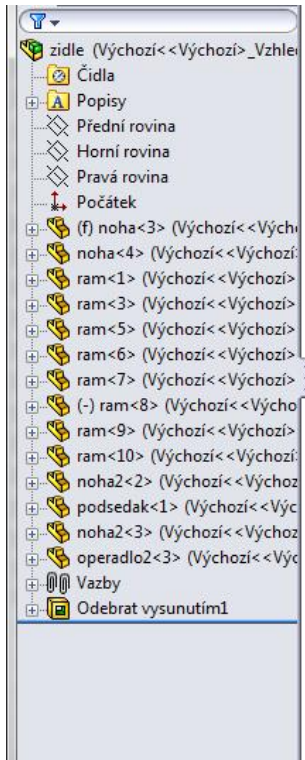 zidle (Výchozí<<Výchozí>_Vzhle
Čidla
A Popisy
Přední rovina
Horní rovina
Pravá rovina
Počátek
(f) noha<3> (Výchozí<<Vých
noha<4> (Výchozí<<Výchozí
ram<1> (Výchozí<<Výchozí>
ram<3> (Výchozí<<Výchozí>
ram<5> (Výchozí<<Výchozí>
ram<6> (Výchozí<<Výchozí>
ram<7> (Výchozí<<Výchozí>
(-) ram<8> (Výchozí<<Výcho
ram<9> (Výchozí<<Výchozí>
ram<10> (Výchozí<<Výchozí
noha2<2> (Výchozí<<Výchoz
podsedak<1> (Výchozí<<Výc
noha2<3> (Výchozí<<Výchoz
operadlo2<3> (Výchozí<<Výc
Vazby
Odebrat vysunutím1